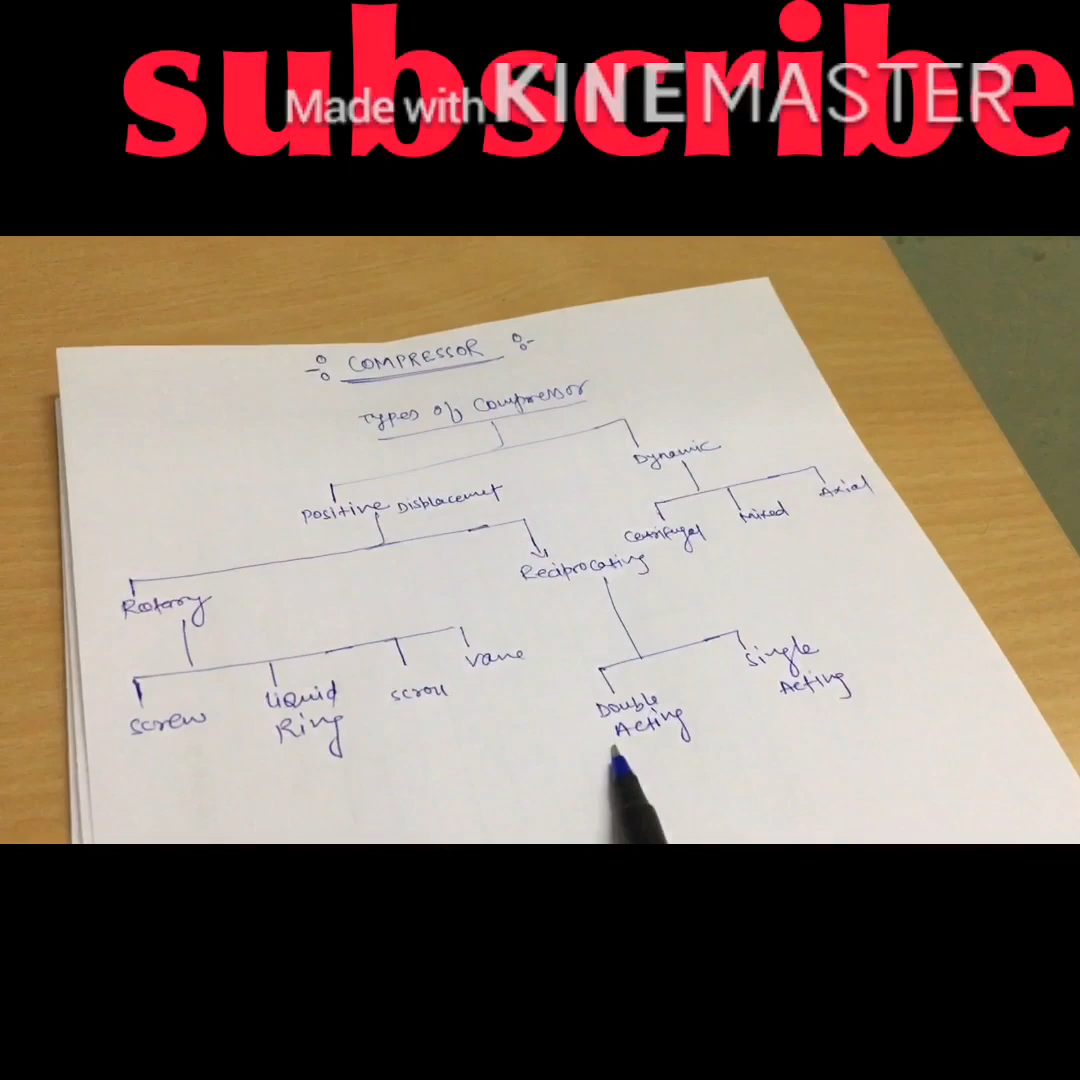 subscribe
Made with KINEMASTER
COMPRESSOR
Types of Compressor
Dynamic
Positive Displacemet
Centrifugal
Mixed
Axial
Reciprocating
Rotary
Screw
Liquid
Ring
scroll
vane
Double
Acting
Single
Acting